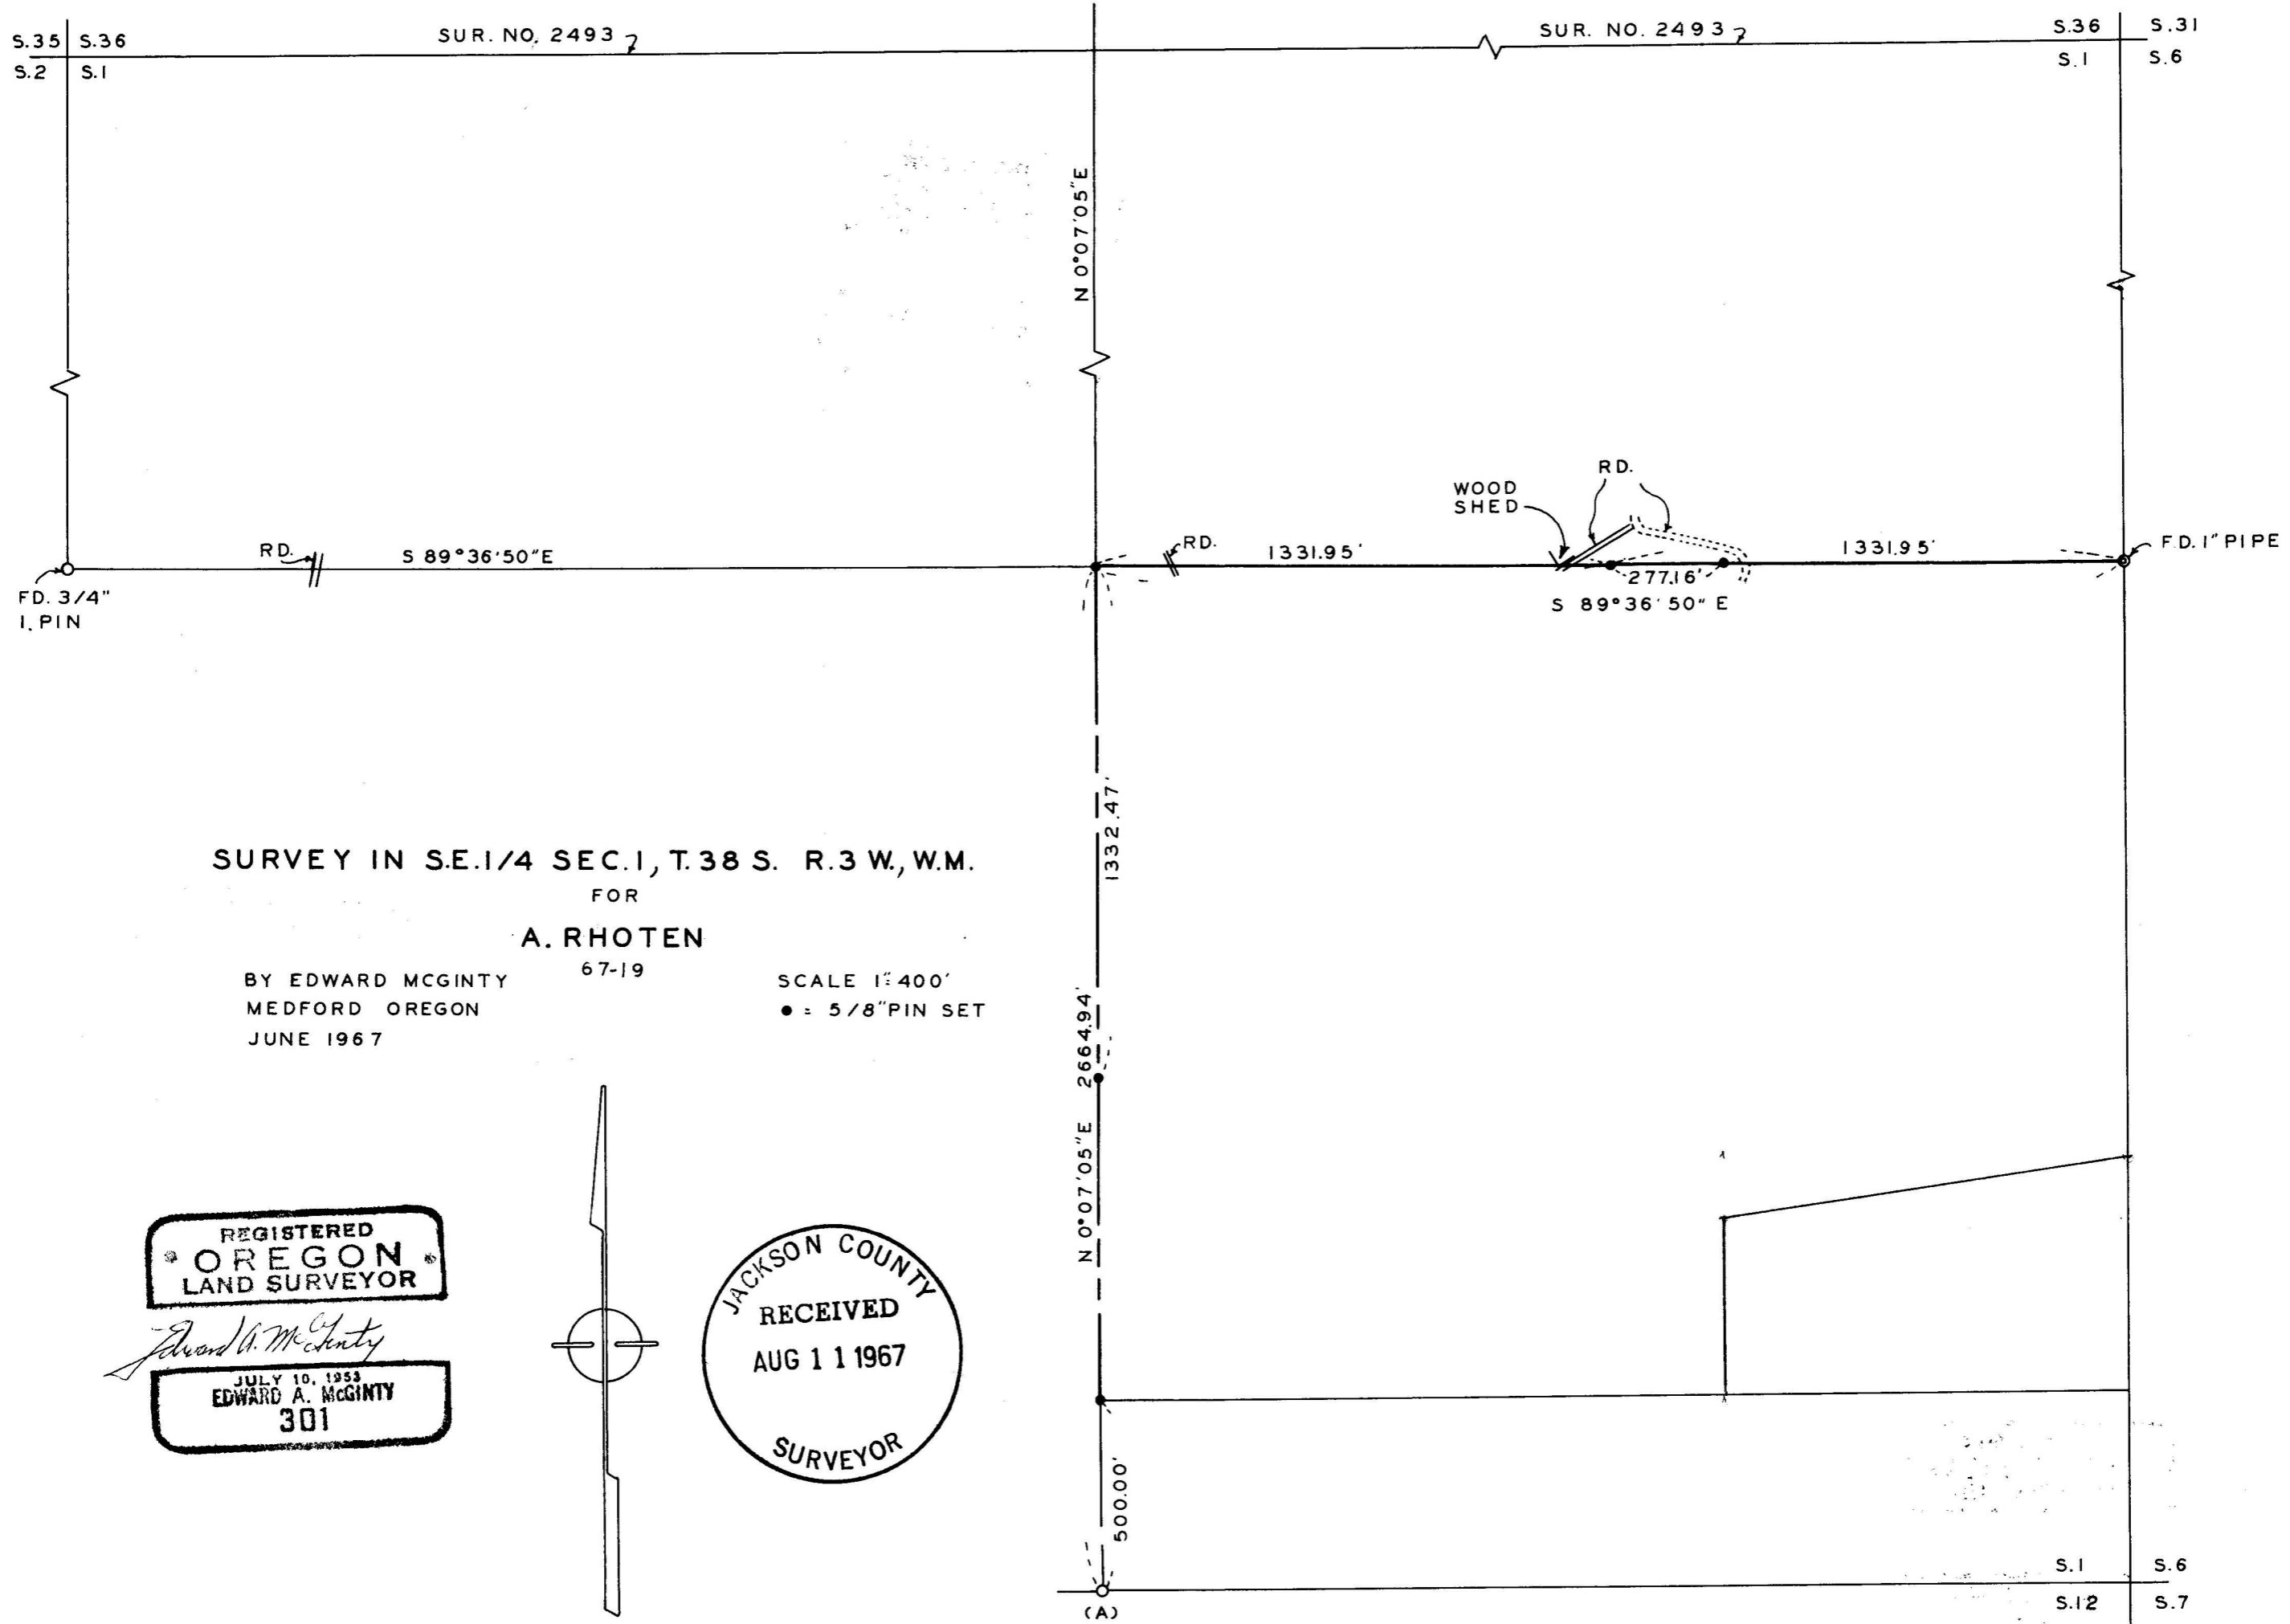 S.35 S.36
S.2 S.1
SUR. NO. 2493
SUR. NO. 2493
S.36 S.31
S.1 S.6
N 0°07'05"E
WOOD
SHED
RD.
RD.
S 89°36'50"E
RD.
1331.95'
277.16'
1331.95'
F.D. 1" PIPE
FD. 3/4"
I. PIN
S 89°36'50" E
1332.47'
SURVEY IN S.E.1/4 SEC.1, T.38 S. R.3 W., W.M.
FOR
A. RHOTEN
67-19
BY EDWARD MCGINTY
MEDFORD OREGON
JUNE 1967
SCALE 1"=400'
● = 5/8" PIN SET
N 0°07'05"E 2664.94'
REGISTERED
OREGON
LAND SURVEYOR
Edward A. McGinty
JULY 10, 1953
EDWARD A. McGINTY
301
JACKSON COUNTY
RECEIVED
AUG 11 1967
SURVEYOR
500.00'
S.1 S.6
S.12 S.7
(A)